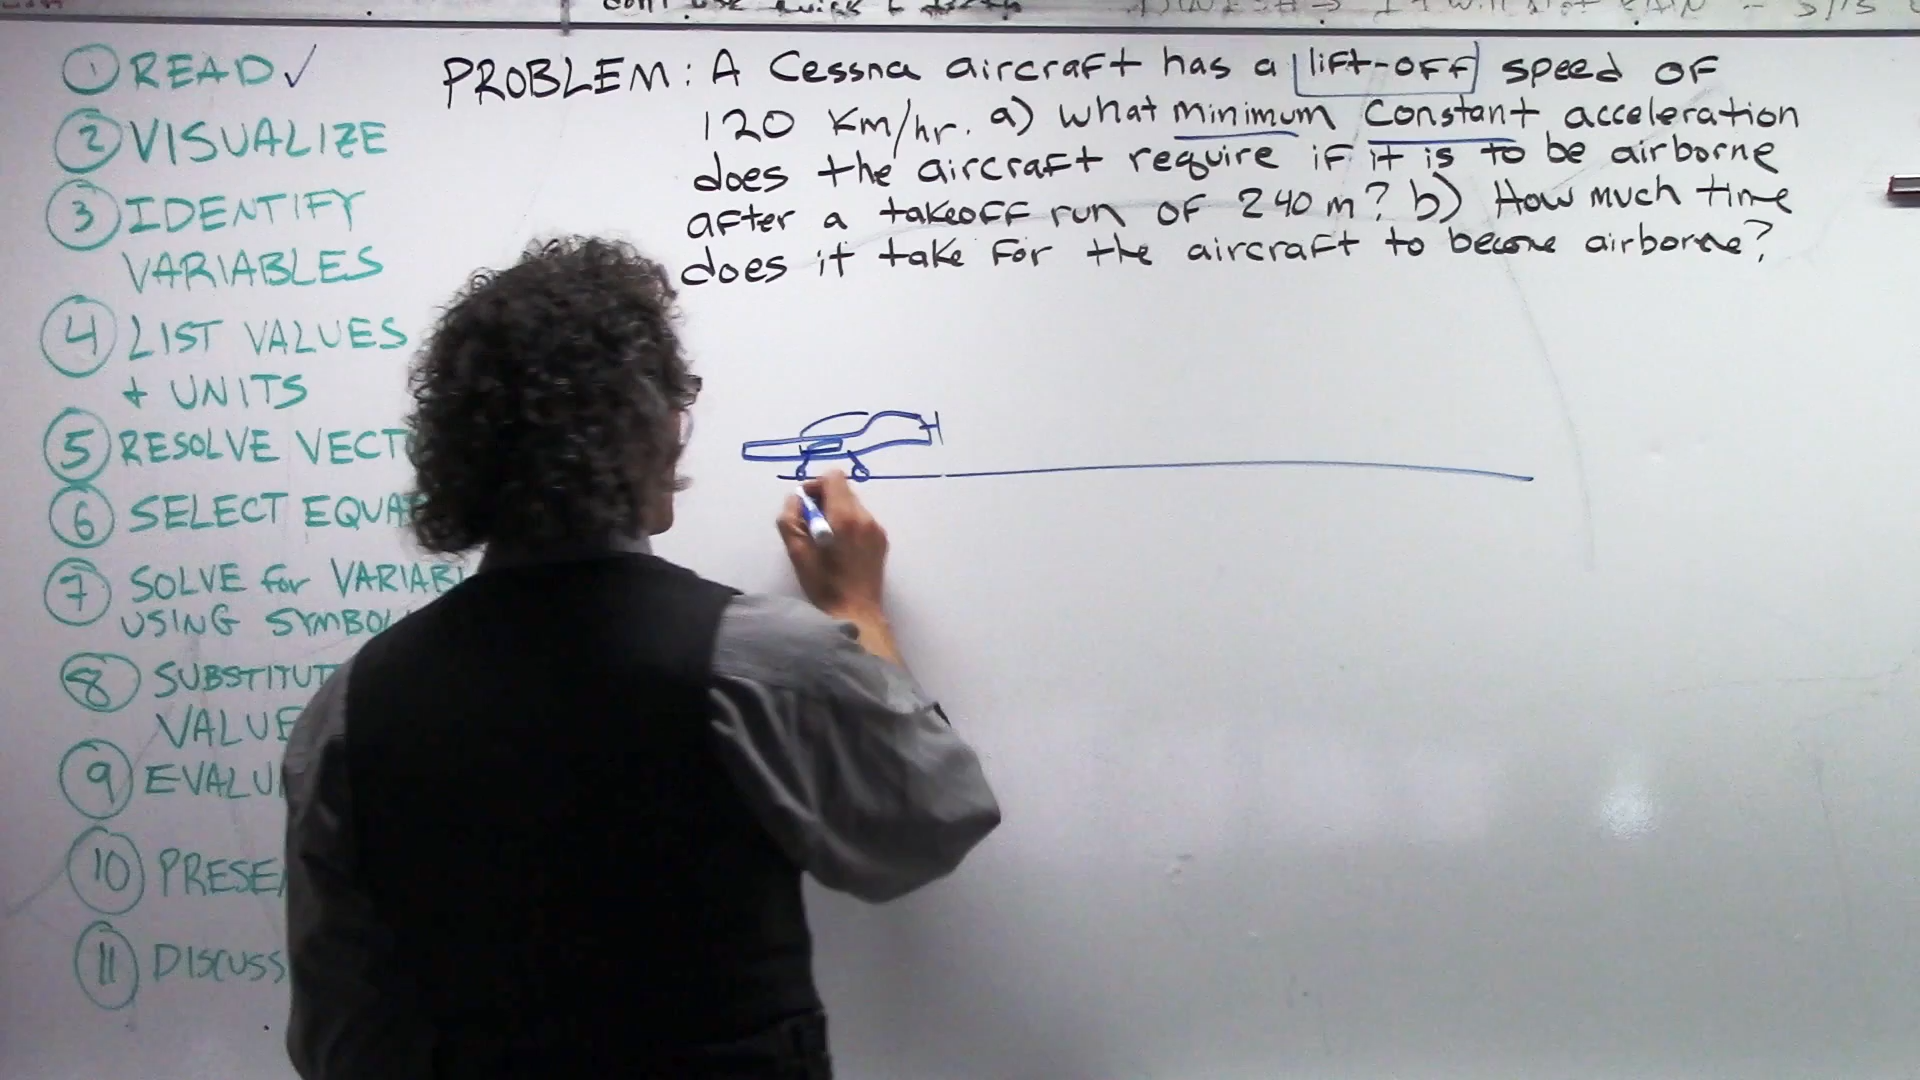 ① READ ✓
② VISUALIZE
③ IDENTIFY
VARIABLES
④ LIST VALUES
+ UNITS
⑤ RESOLVE VECT
⑥ SELECT EQUA
⑦ SOLVE for VARIABL
USING SYMBOL
⑧ SUBSTITUT
VALUE
⑨ EVALU
⑩ PRESE
⑪ DISCUSS
PROBLEM: A Cessna aircraft has a lift-off speed of
120 Km/hr. a) what minimum constant acceleration
does the aircraft require if it is to be airborne
after a takeoff run of 240 m? b) How much time
does it take for the aircraft to become airborne?